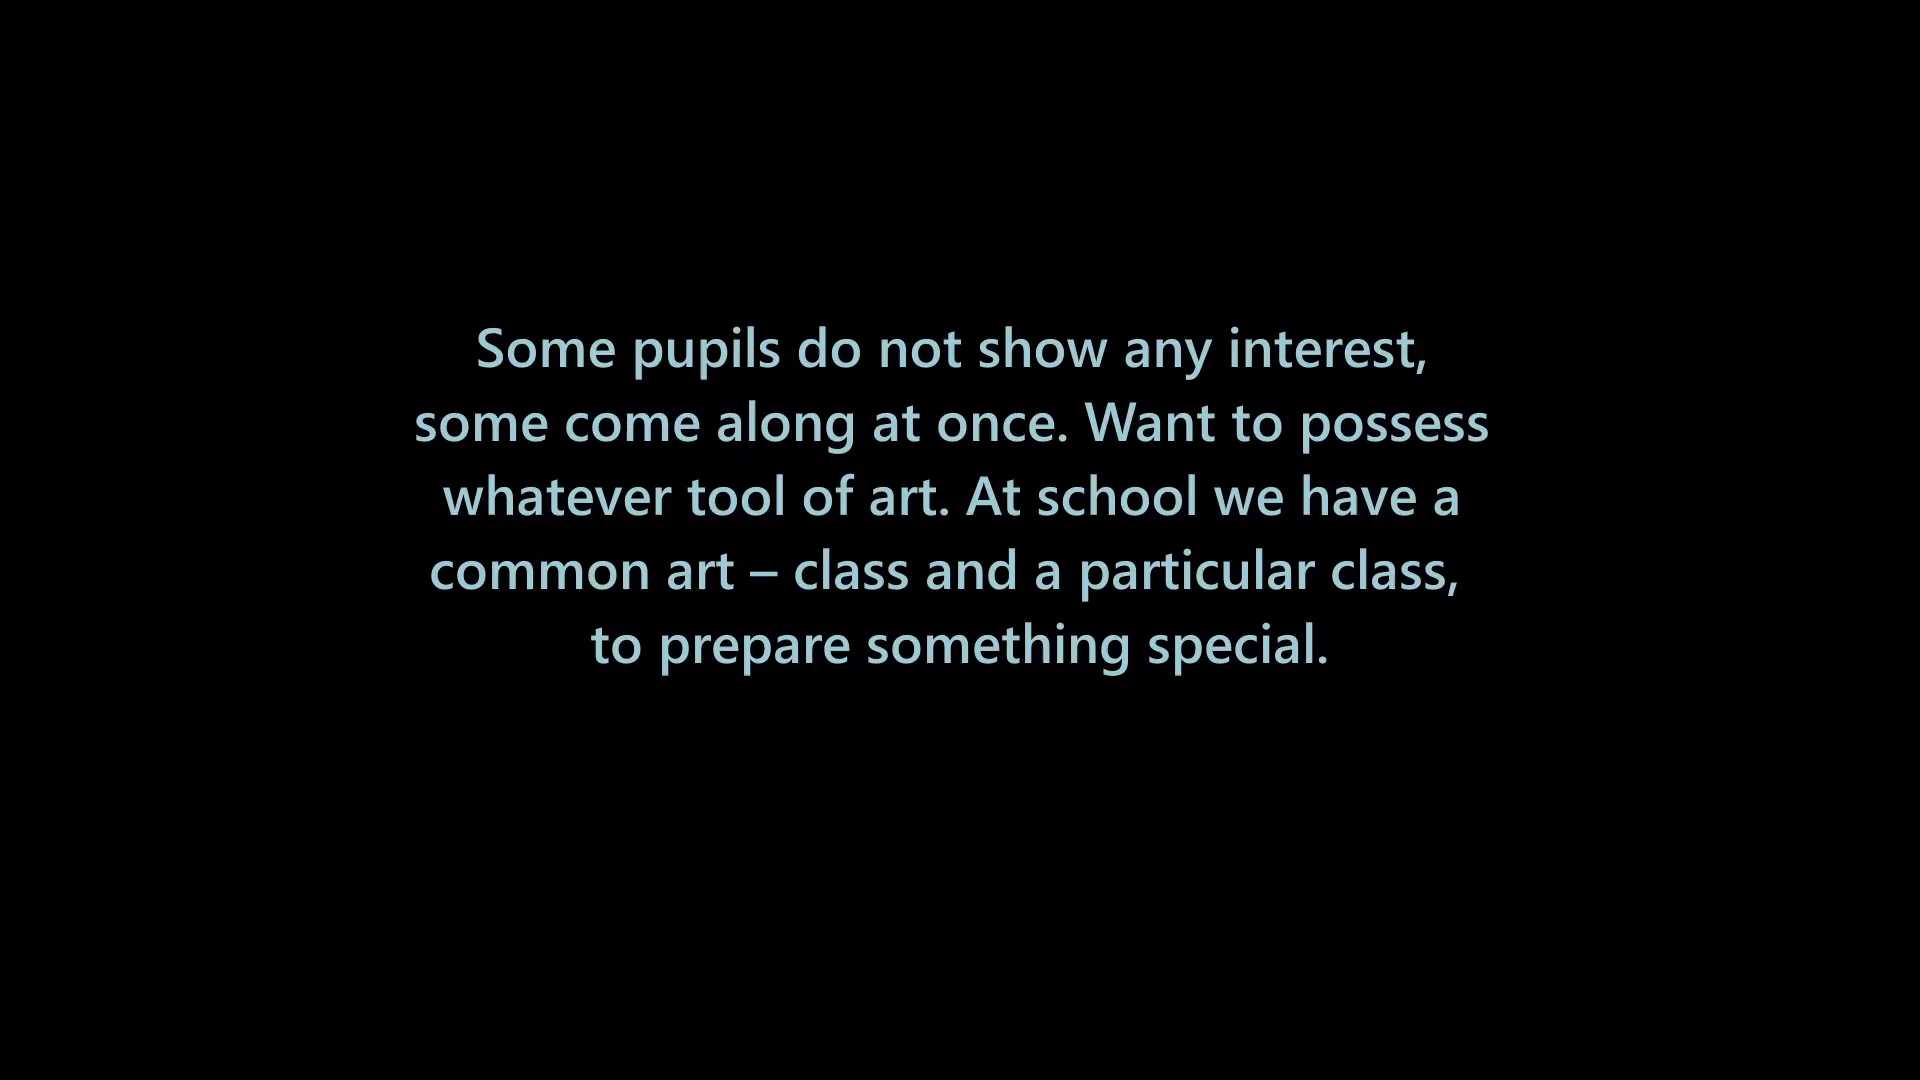 Some pupils do not show any interest,
some come along at once. Want to possess
whatever tool of art. At school we have a
common art – class and a particular class,
to prepare something special.